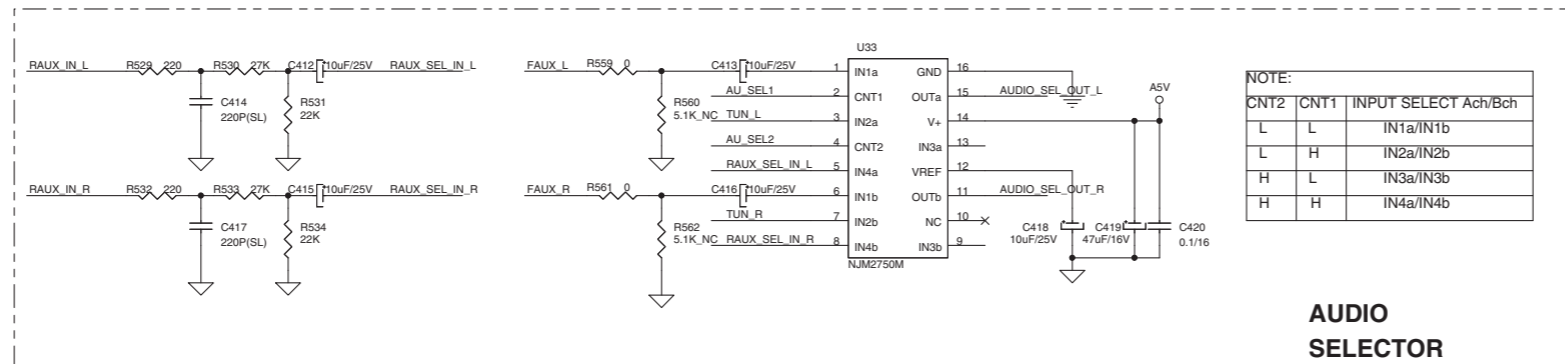 U33
RAUX_IN_L R529 220 R530 27K C412 10uF/25V RAUX_SEL_IN_L
C414
220P(SL)
R531
22K
RAUX_IN_R R532 220 R533 27K C415 10uF/25V RAUX_SEL_IN_R
C417
220P(SL)
R534
22K
FAUX_L R559 0 C413 10uF/25V
R560
5.1K_NC
AU_SEL1
TUN_L
AU_SEL2
RAUX_SEL_IN_L
FAUX_R R561 0 C416 10uF/25V
R562
5.1K_NC
TUN_R
RAUX_SEL_IN_R
1 IN1a GND 16
2 CNT1 OUTa 15 AUDIO_SEL_OUT_L
3 IN2a V+ 14
4 CNT2 IN3a 13
5 IN4a VREF 12
6 IN1b OUTb 11 AUDIO_SEL_OUT_R
7 IN2b NC 10
8 IN4b IN3b 9
NJM2750M
A5V
C418
10uF/25V
C419
47uF/16V
C420
0.1/16
NOTE:
CNT2 CNT1 INPUT SELECT Ach/Bch
L L IN1a/IN1b
L H IN2a/IN2b
H L IN3a/IN3b
H H IN4a/IN4b
AUDIO
SELECTOR